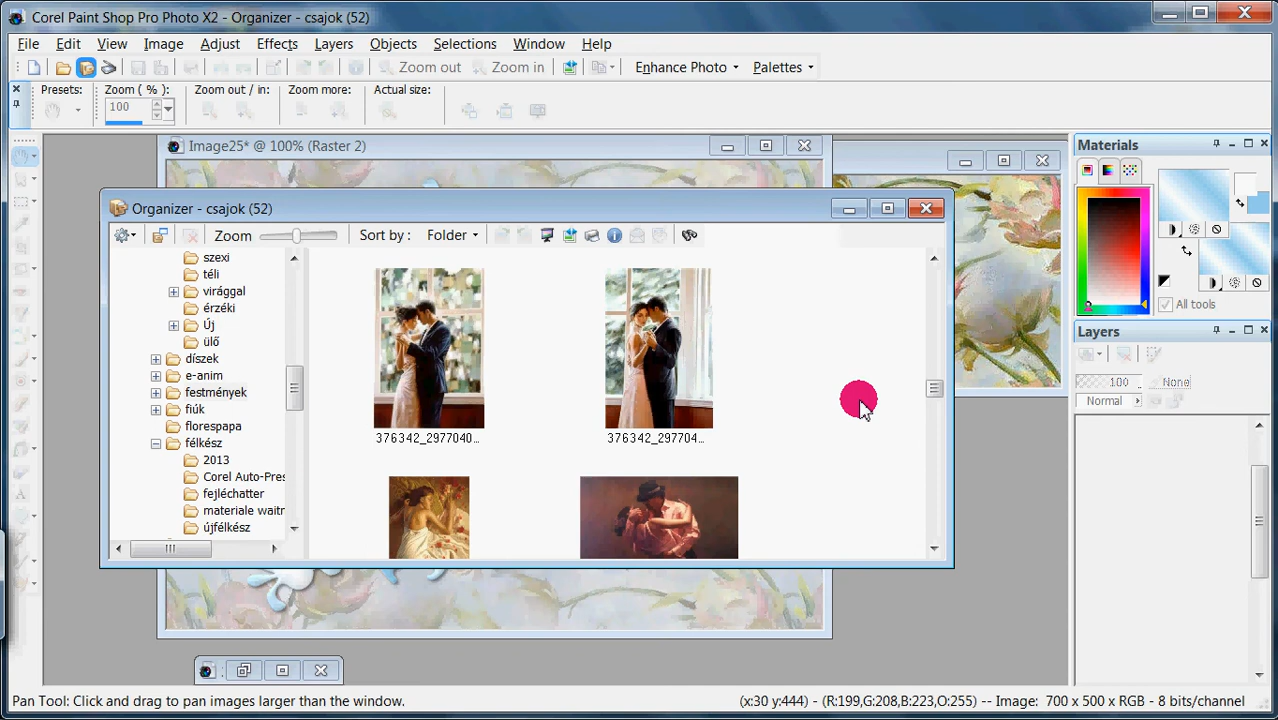 Corel Paint Shop Pro Photo X2 - Organizer - csajok (52)
File Edit View Image Adjust Effects Layers Objects Selections Window Help
Zoom out Zoom in Enhance Photo Palettes
Presets: Zoom ( % ): Zoom out / in: Zoom more: Actual size:
100
Image25* @ 100% (Raster 2)
Materials
Organizer - csajok (52)
Zoom Sort by : Folder
szexi
téli
virággal
érzéki
Új
ülő
díszek
e-anim
festmények
fiúk
florespapa
félkész
2013
Corel Auto-Pres
fejléchatter
materiale waitr
újfélkész
376342_2977040...
376342_297704...
All tools
Layers
100 None
Normal
Pan Tool: Click and drag to pan images larger than the window.
(x:30 y:444) - (R:199,G:208,B:223,O:255) -- Image: 700 x 500 x RGB - 8 bits/channel